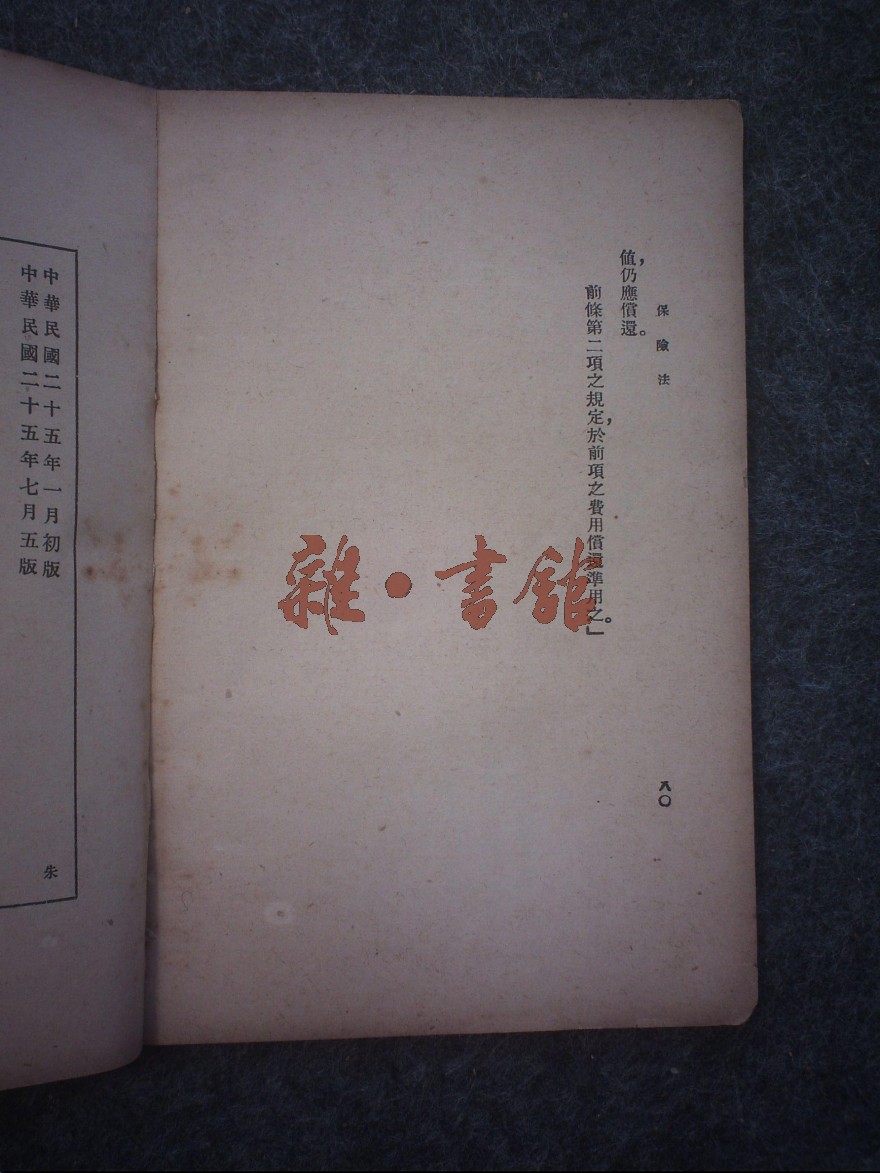 保險法
值,仍應償還。
前條第二項之規定,於前項之費用償還準用之。」
八〇
中華民國二十五年一月初版
中華民國二十五年七月五版
朱
雜·書館